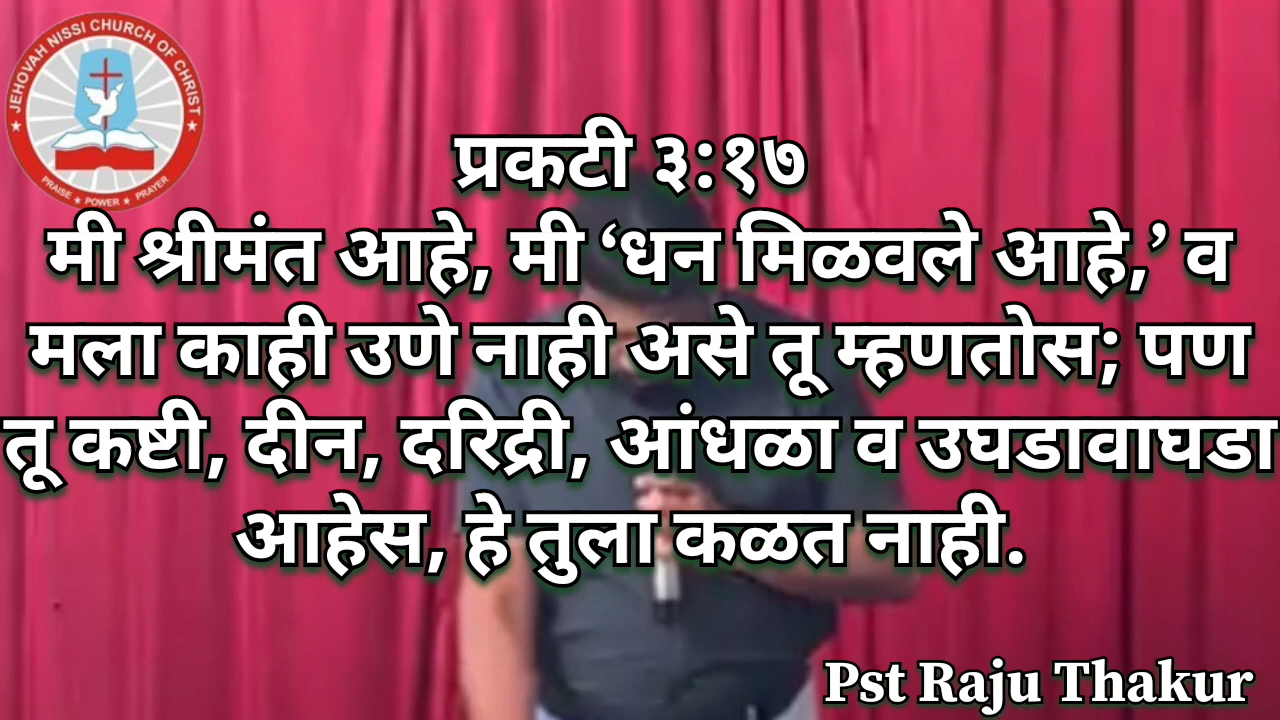 JEHOVAH NISSI CHURCH OF CHRIST
PRAISE ★ POWER ★ PRAYER
प्रकटी ३:१७
मी श्रीमंत आहे, मी ‘धन मिळवले आहे,’ व
मला काही उणे नाही असे तू म्हणतोस; पण
तू कष्टी, दीन, दरिद्री, आंधळा व उघडावाघडा
आहेस, हे तुला कळत नाही.
Pst Raju Thakur